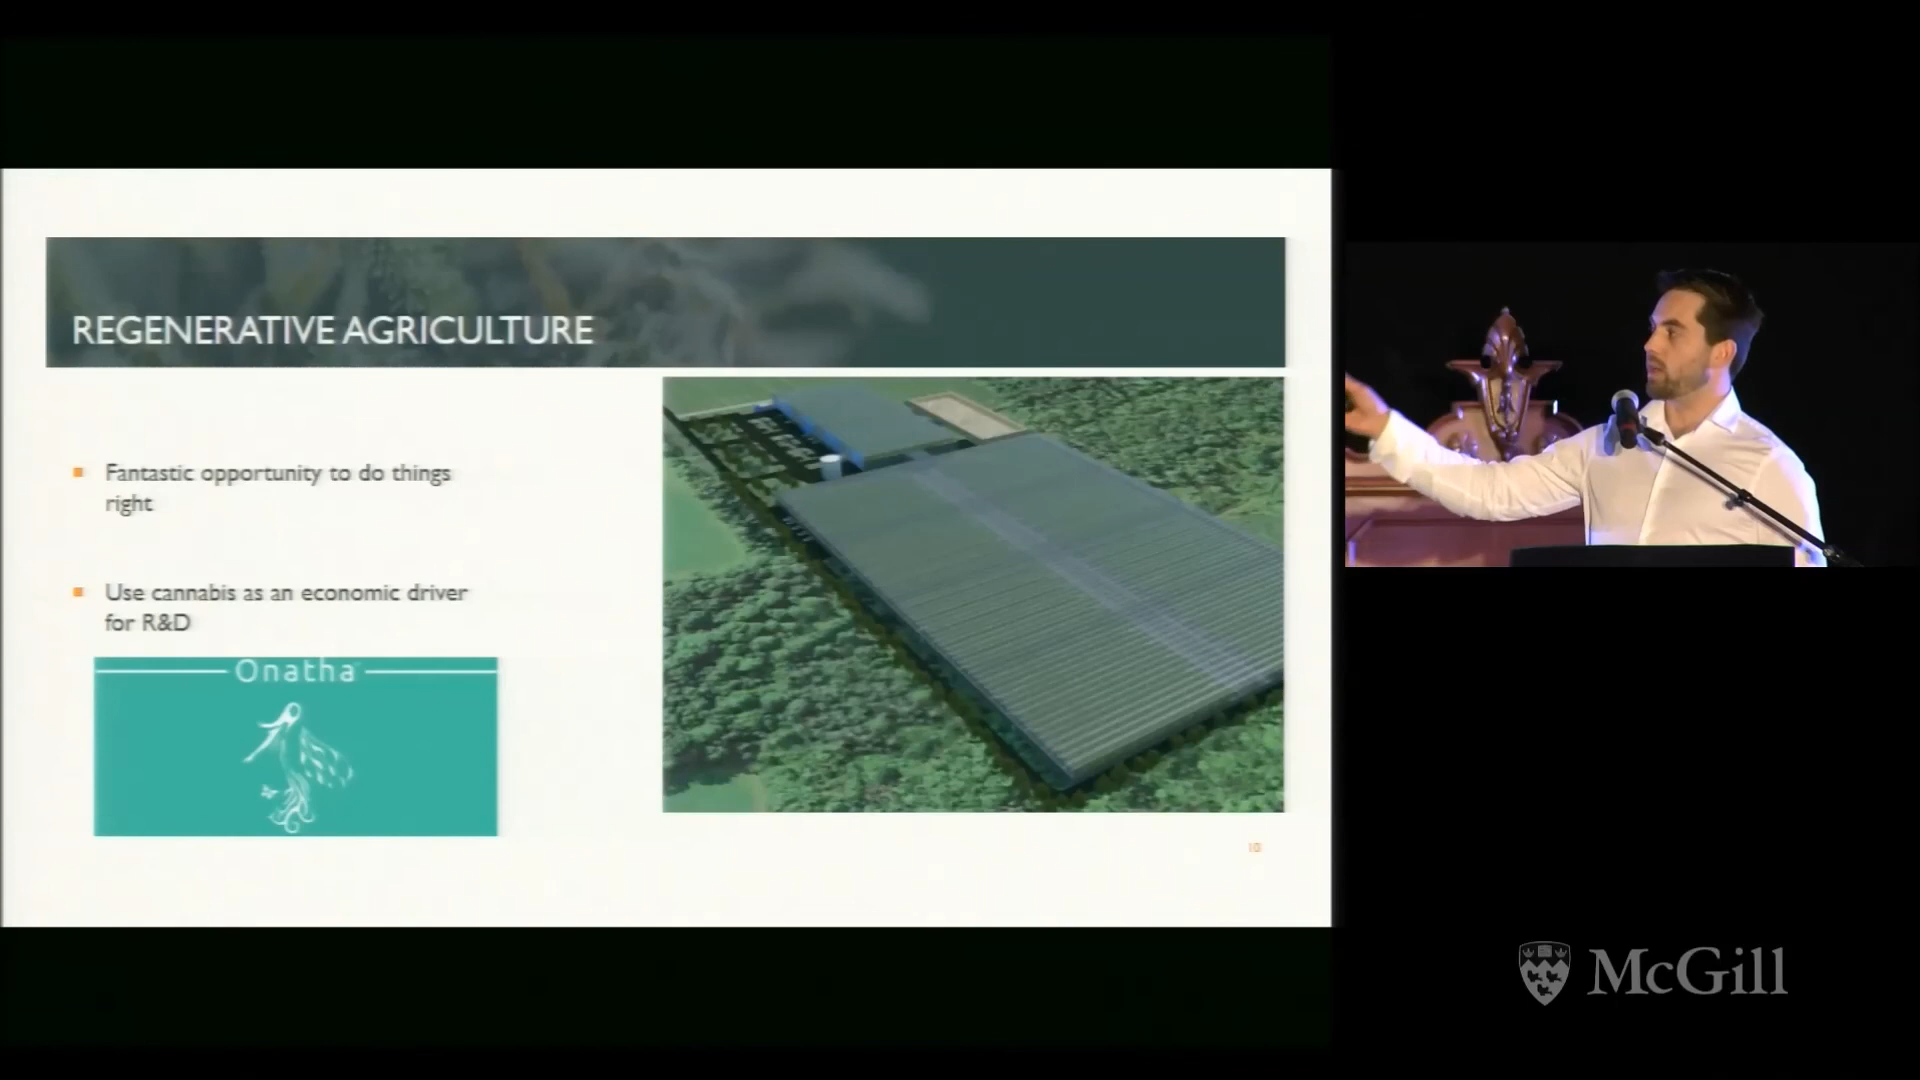 REGENERATIVE AGRICULTURE
Fantastic opportunity to do things
right
Use cannabis as an economic driver
for R&D
Onatha
10
McGill